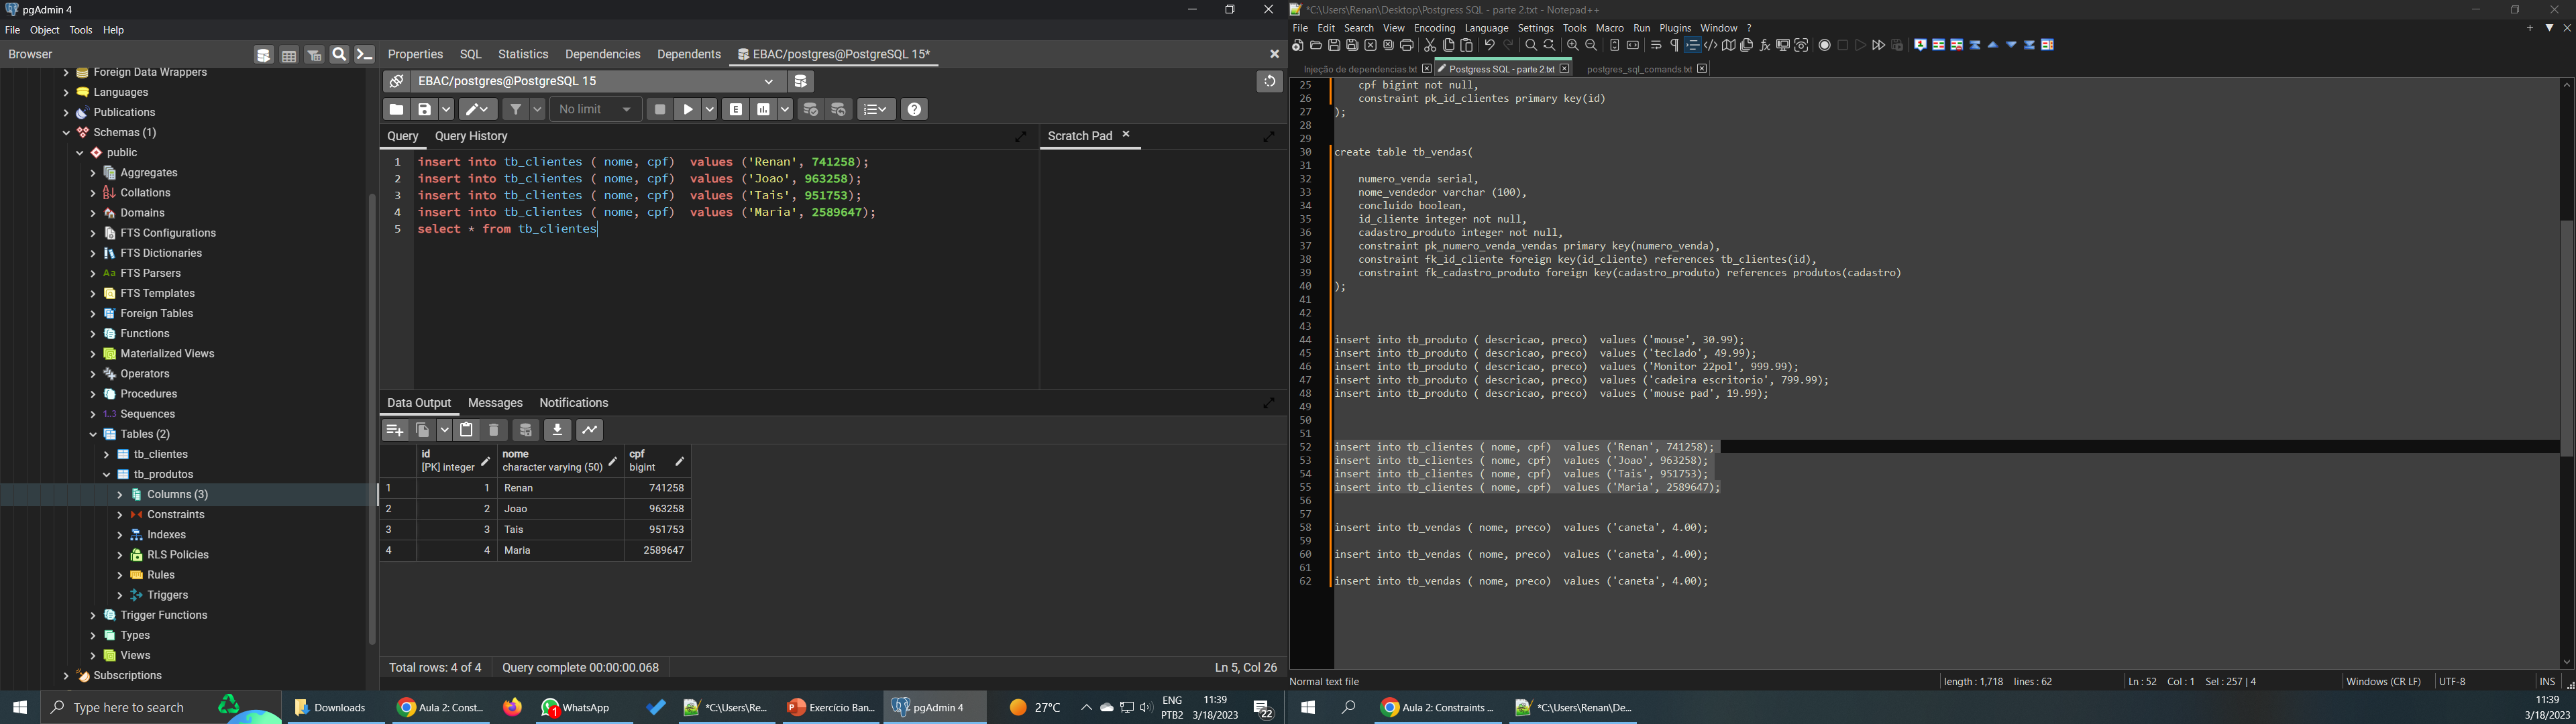 pgAdmin 4
File Object Tools Help
Browser
Foreign Data Wrappers
Languages
Publications
Schemas (1)
public
Aggregates
Collations
Domains
FTS Configurations
FTS Dictionaries
Aa FTS Parsers
FTS Templates
Foreign Tables
Functions
Materialized Views
Operators
Procedures
1..3 Sequences
Tables (2)
tb_clientes
tb_produtos
Columns (3)
Constraints
Indexes
RLS Policies
Rules
Triggers
Trigger Functions
Types
Views
Subscriptions
Properties SQL Statistics Dependencies Dependents EBAC/postgres@PostgreSQL 15*
EBAC/postgres@PostgreSQL 15
No limit
E
Query Query History
Scratch Pad
1 insert into tb_clientes ( nome, cpf)  values ('Renan', 741258);
2 insert into tb_clientes ( nome, cpf)  values ('Joao', 963258);
3 insert into tb_clientes ( nome, cpf)  values ('Tais', 951753);
4 insert into tb_clientes ( nome, cpf)  values ('Maria', 2589647);
5 select * from tb_clientes
Data Output Messages Notifications
id nome cpf
[PK] integer character varying (50) bigint
1 1 Renan 741258
2 2 Joao 963258
3 3 Tais 951753
4 4 Maria 2589647
Total rows: 4 of 4 Query complete 00:00:00.068 Ln 5, Col 26
*C:\Users\Renan\Desktop\Postgress SQL - parte 2.txt - Notepad++
File Edit Search View Encoding Language Settings Tools Macro Run Plugins Window ?
Injeção de dependencias.txt Postgress SQL - parte 2.txt postgres_sql_comands.txt
25 cpf bigint not null,
26 constraint pk_id_clientes primary key(id)
27 );
28
29
30 create table tb_vendas(
31
32 numero_venda serial,
33 nome_vendedor varchar (100),
34 concluido boolean,
35 id_cliente integer not null,
36 cadastro_produto integer not null,
37 constraint pk_numero_venda_vendas primary key(numero_venda),
38 constraint fk_id_cliente foreign key(id_cliente) references tb_clientes(id),
39 constraint fk_cadastro_produto foreign key(cadastro_produto) references produtos(cadastro)
40 );
41
42
43
44 insert into tb_produto ( descricao, preco)  values ('mouse', 30.99);
45 insert into tb_produto ( descricao, preco)  values ('teclado', 49.99);
46 insert into tb_produto ( descricao, preco)  values ('Monitor 22pol', 999.99);
47 insert into tb_produto ( descricao, preco)  values ('cadeira escritorio', 799.99);
48 insert into tb_produto ( descricao, preco)  values ('mouse pad', 19.99);
49
50
51
52 insert into tb_clientes ( nome, cpf)  values ('Renan', 741258);
53 insert into tb_clientes ( nome, cpf)  values ('Joao', 963258);
54 insert into tb_clientes ( nome, cpf)  values ('Tais', 951753);
55 insert into tb_clientes ( nome, cpf)  values ('Maria', 2589647);
56
57
58 insert into tb_vendas ( nome, preco)  values ('caneta', 4.00);
59
60 insert into tb_vendas ( nome, preco)  values ('caneta', 4.00);
61
62 insert into tb_vendas ( nome, preco)  values ('caneta', 4.00);
Normal text file length : 1,718 lines : 62 Ln : 52 Col : 1 Sel : 257 | 4 Windows (CR LF) UTF-8 INS
Type here to search Downloads Aula 2: Const... 1 WhatsApp *C:\Users\Re... Exercício Ban... pgAdmin 4 27°C ENG PTB2 11:39 3/18/2023 22
Aula 2: Constraints ... *C:\Users\Renan\De... 11:39 3/18/2023